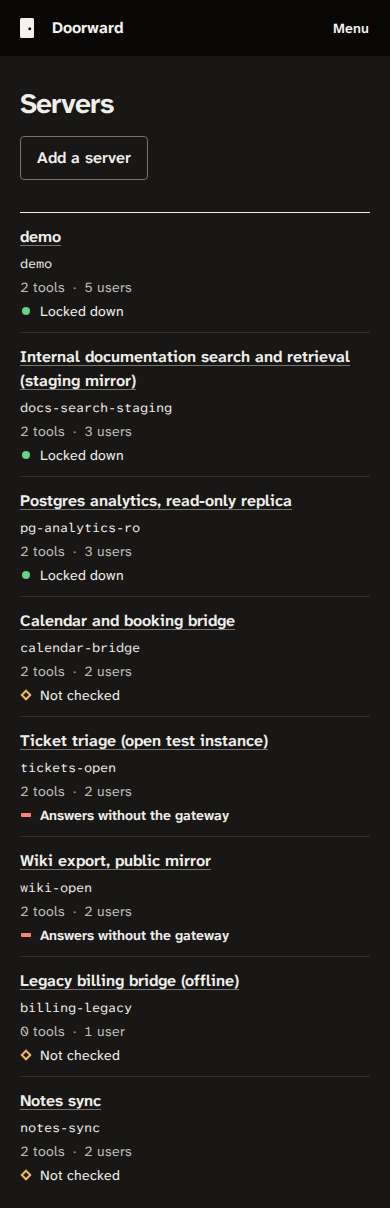 Doorward
Menu
Servers
Add a server
demo
demo
2 tools · 5 users
Locked down
Internal documentation search and retrieval
(staging mirror)
docs-search-staging
2 tools · 3 users
Locked down
Postgres analytics, read-only replica
pg-analytics-ro
2 tools · 3 users
Locked down
Calendar and booking bridge
calendar-bridge
2 tools · 2 users
Not checked
Ticket triage (open test instance)
tickets-open
2 tools · 2 users
Answers without the gateway
Wiki export, public mirror
wiki-open
2 tools · 2 users
Answers without the gateway
Legacy billing bridge (offline)
billing-legacy
0 tools · 1 user
Not checked
Notes sync
notes-sync
2 tools · 2 users
Not checked